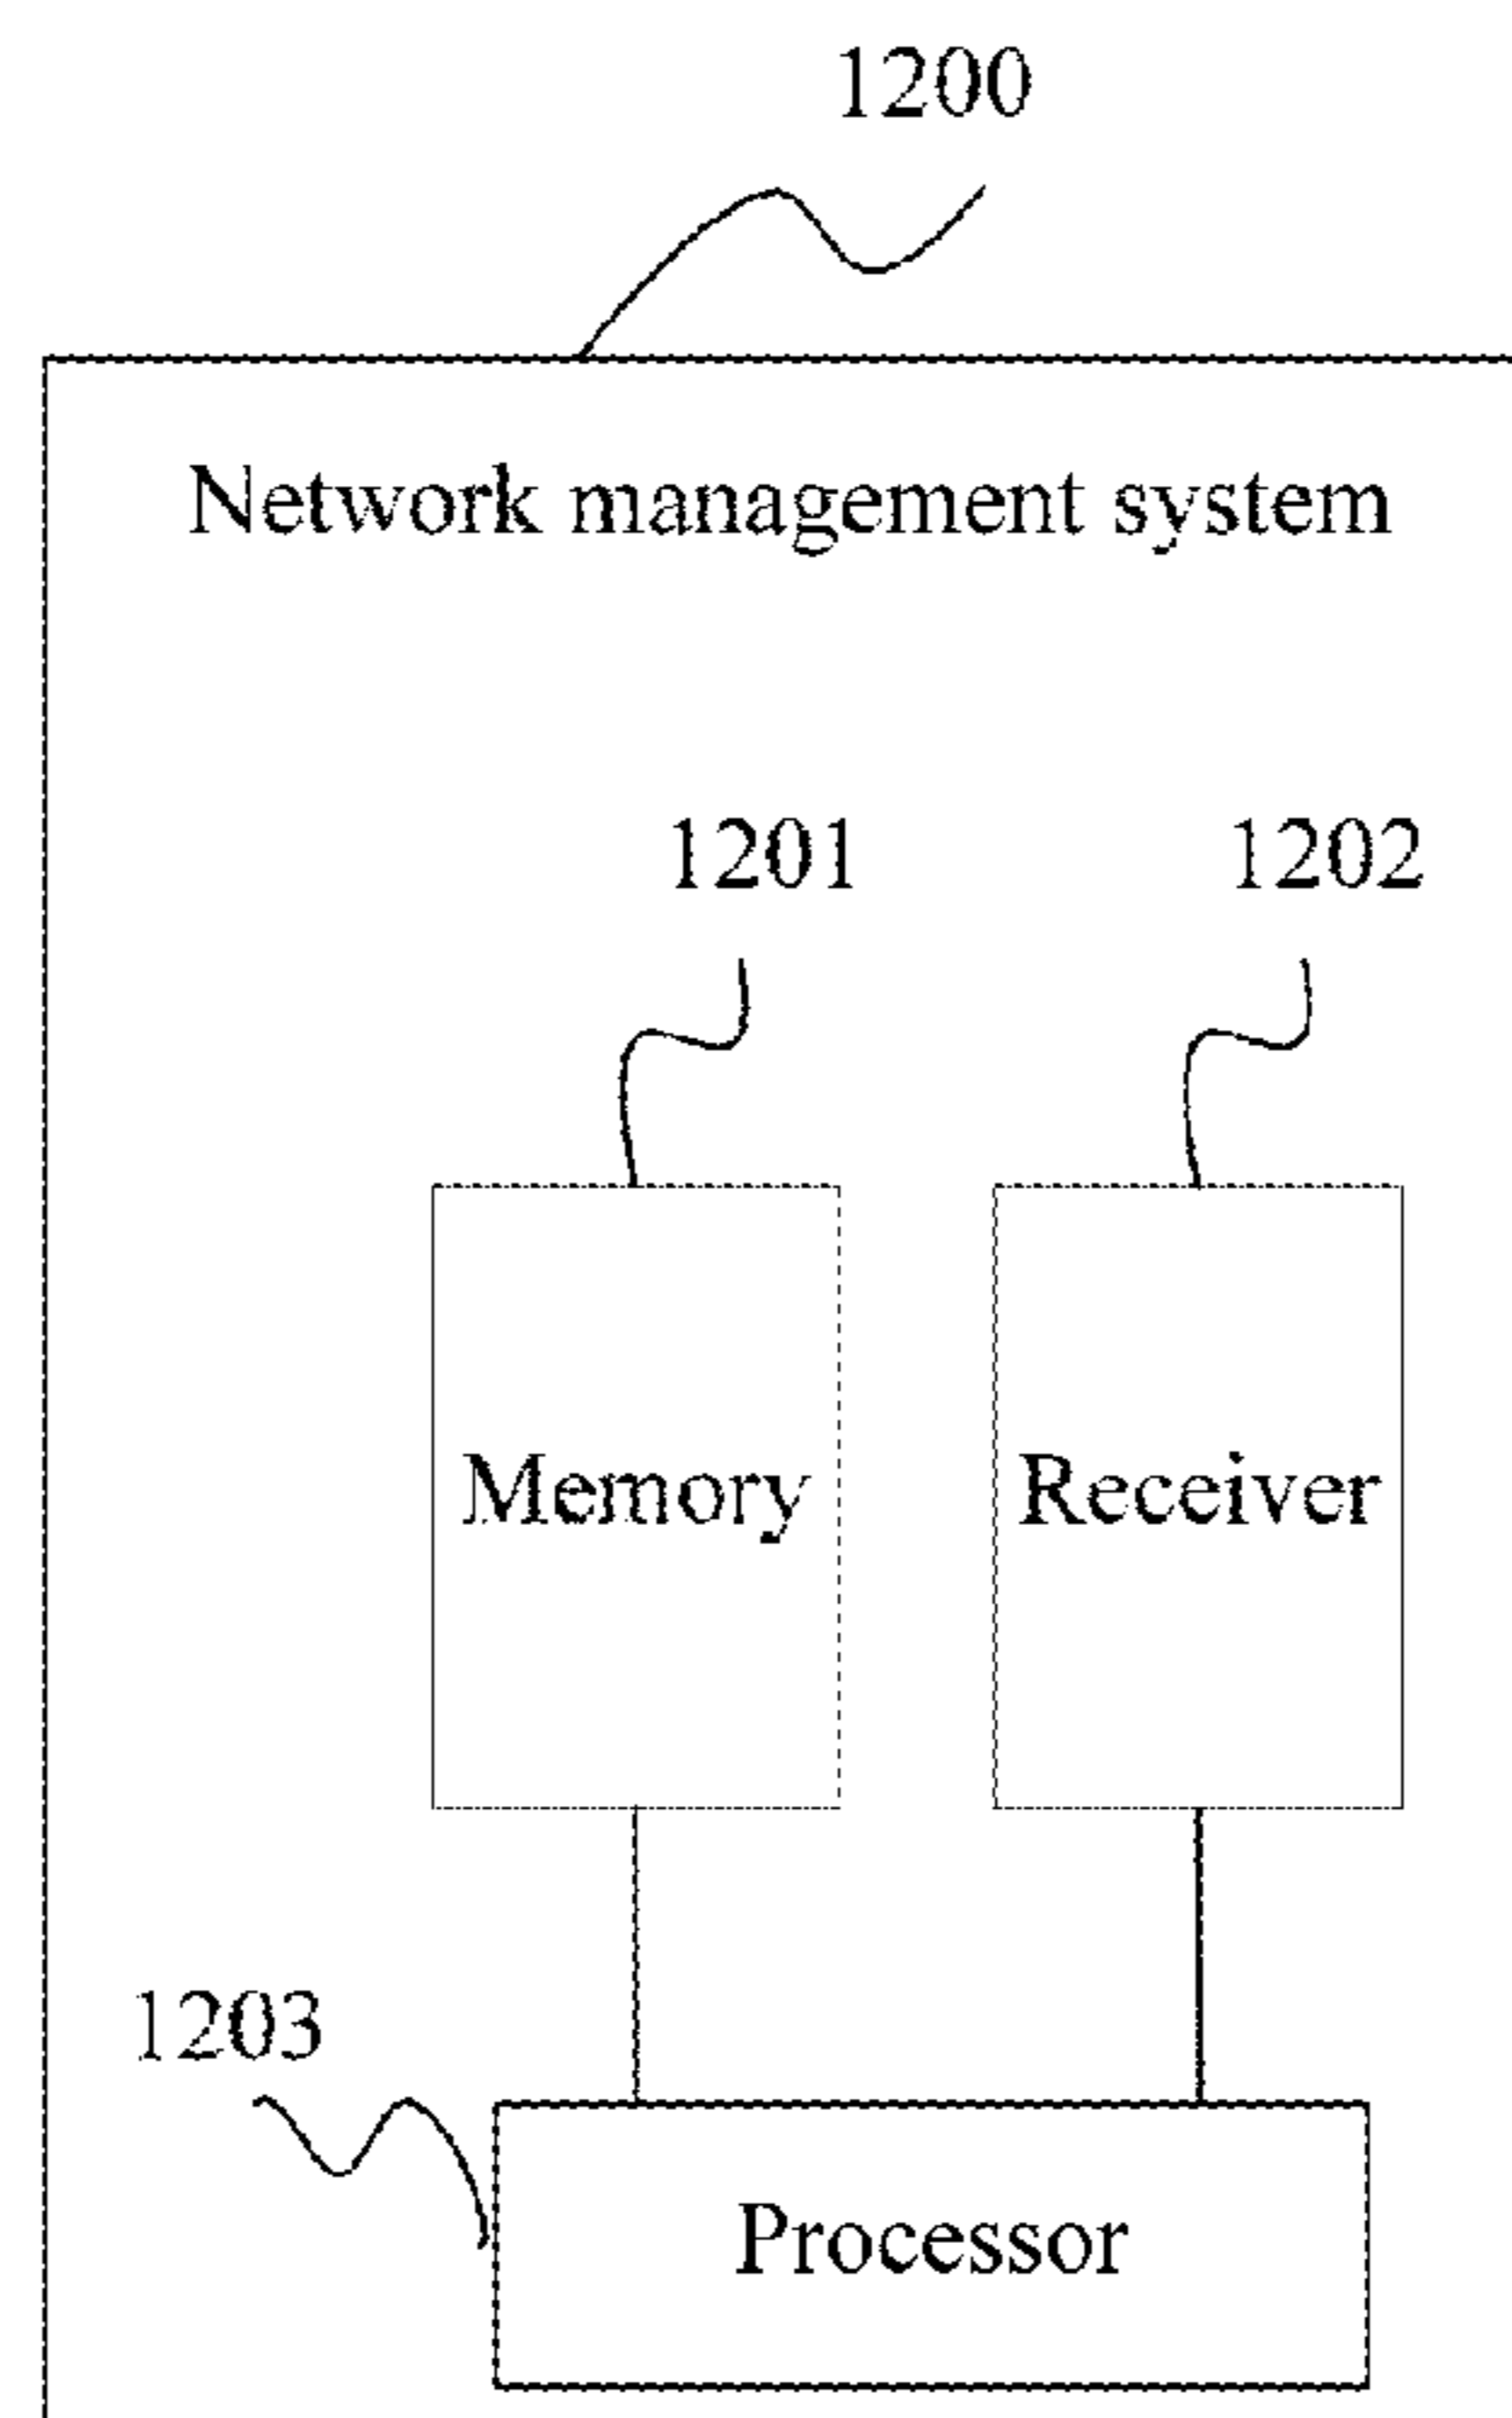 1200
Network management system
1201 1202
Memory Receiver
1203
Processor